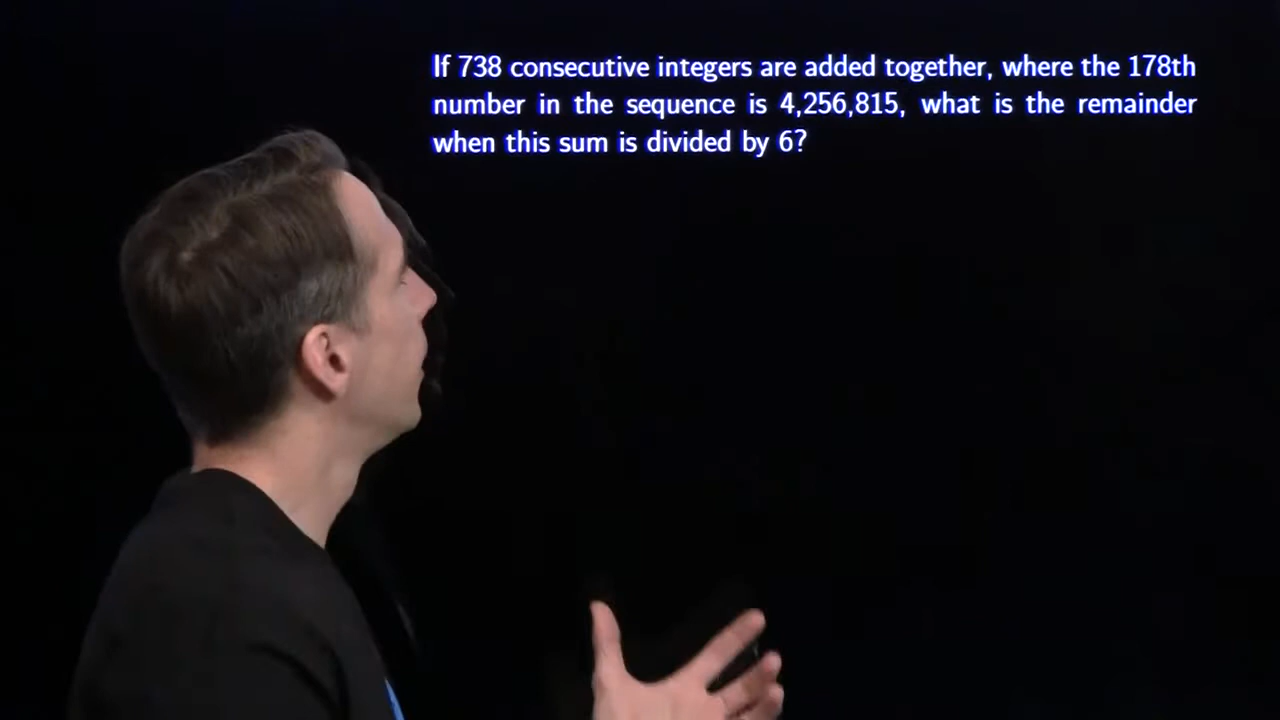 If 738 consecutive integers are added together, where the 178th
number in the sequence is 4,256,815, what is the remainder
when this sum is divided by 6?